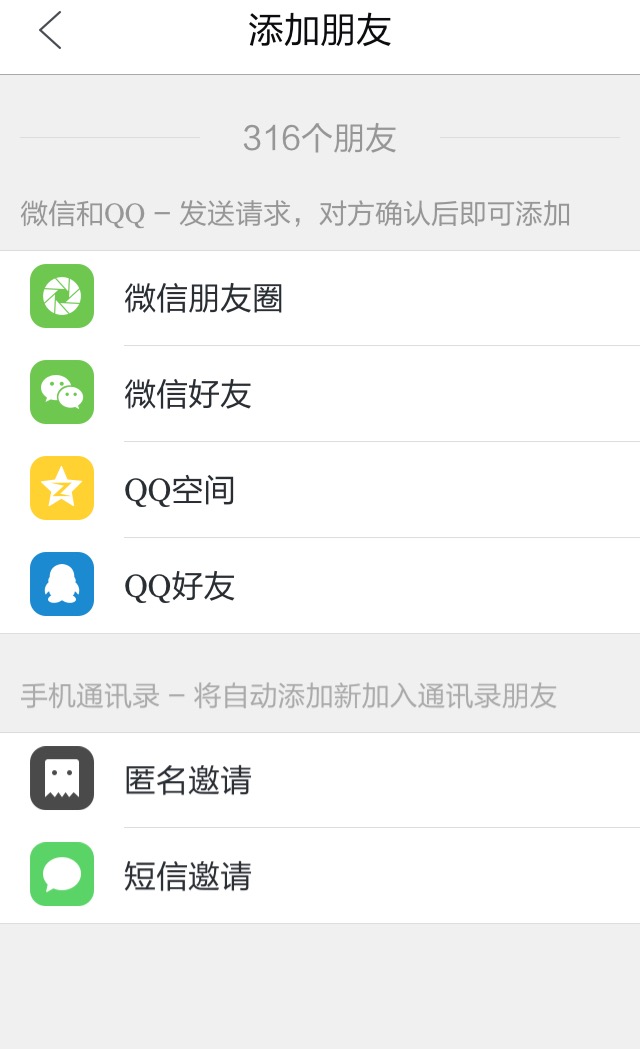 添加朋友
316个朋友
微信和QQ – 发送请求，对方确认后即可添加
微信朋友圈
微信好友
QQ空间
QQ好友
手机通讯录 – 将自动添加新加入通讯录朋友
匿名邀请
短信邀请